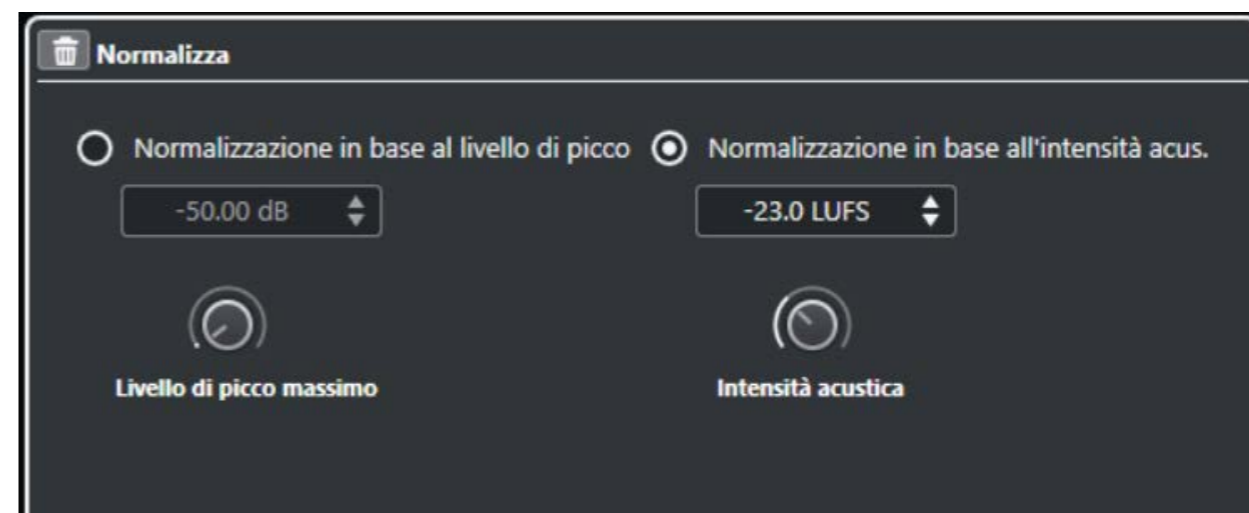 Normalizza
Normalizzazione in base al livello di picco
Normalizzazione in base all'intensità acus.
-50.00 dB
-23.0 LUFS
Livello di picco massimo
Intensità acustica